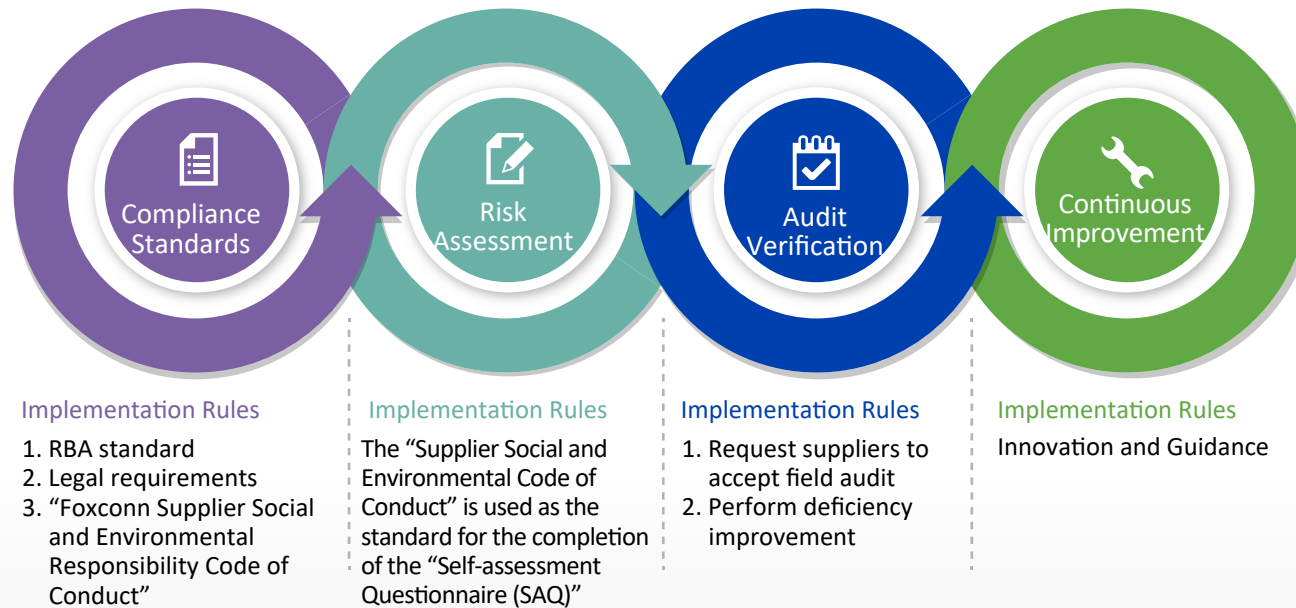 Compliance
Standards
Risk
Assessment
Audit
Verification
Continuous
Improvement
Implementation Rules
1. RBA standard
2. Legal requirements
3. “Foxconn Supplier Social
and Environmental
Responsibility Code of
Conduct”
Implementation Rules
The “Supplier Social and
Environmental Code of
Conduct” is used as the
standard for the completion
of the “Self-assessment
Questionnaire (SAQ)”
Implementation Rules
1. Request suppliers to
accept field audit
2. Perform deficiency
improvement
Implementation Rules
Innovation and Guidance